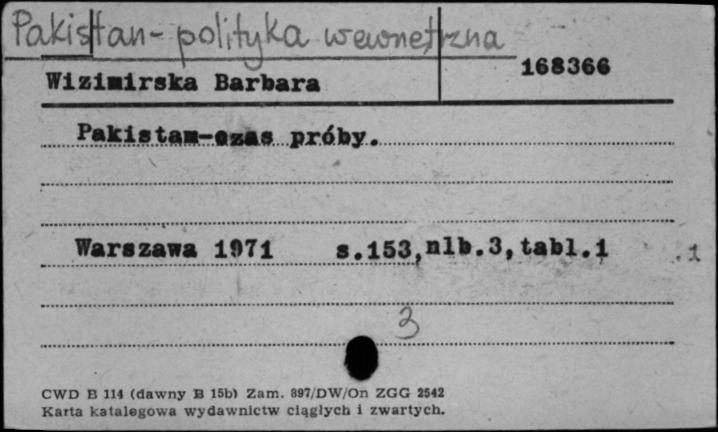 Pakistan - polityka wewnętrzna
168366
Wizimirska Barbara
Pakistan-czas próby.
Warszawa 1971 s.153,nlb.3,tabl.1
.1
3
CWD B 114 (dawny B 15b) Zam. 897/DW/On ZGG 2542
Karta katalogowa wydawnictw ciągłych i zwartych.